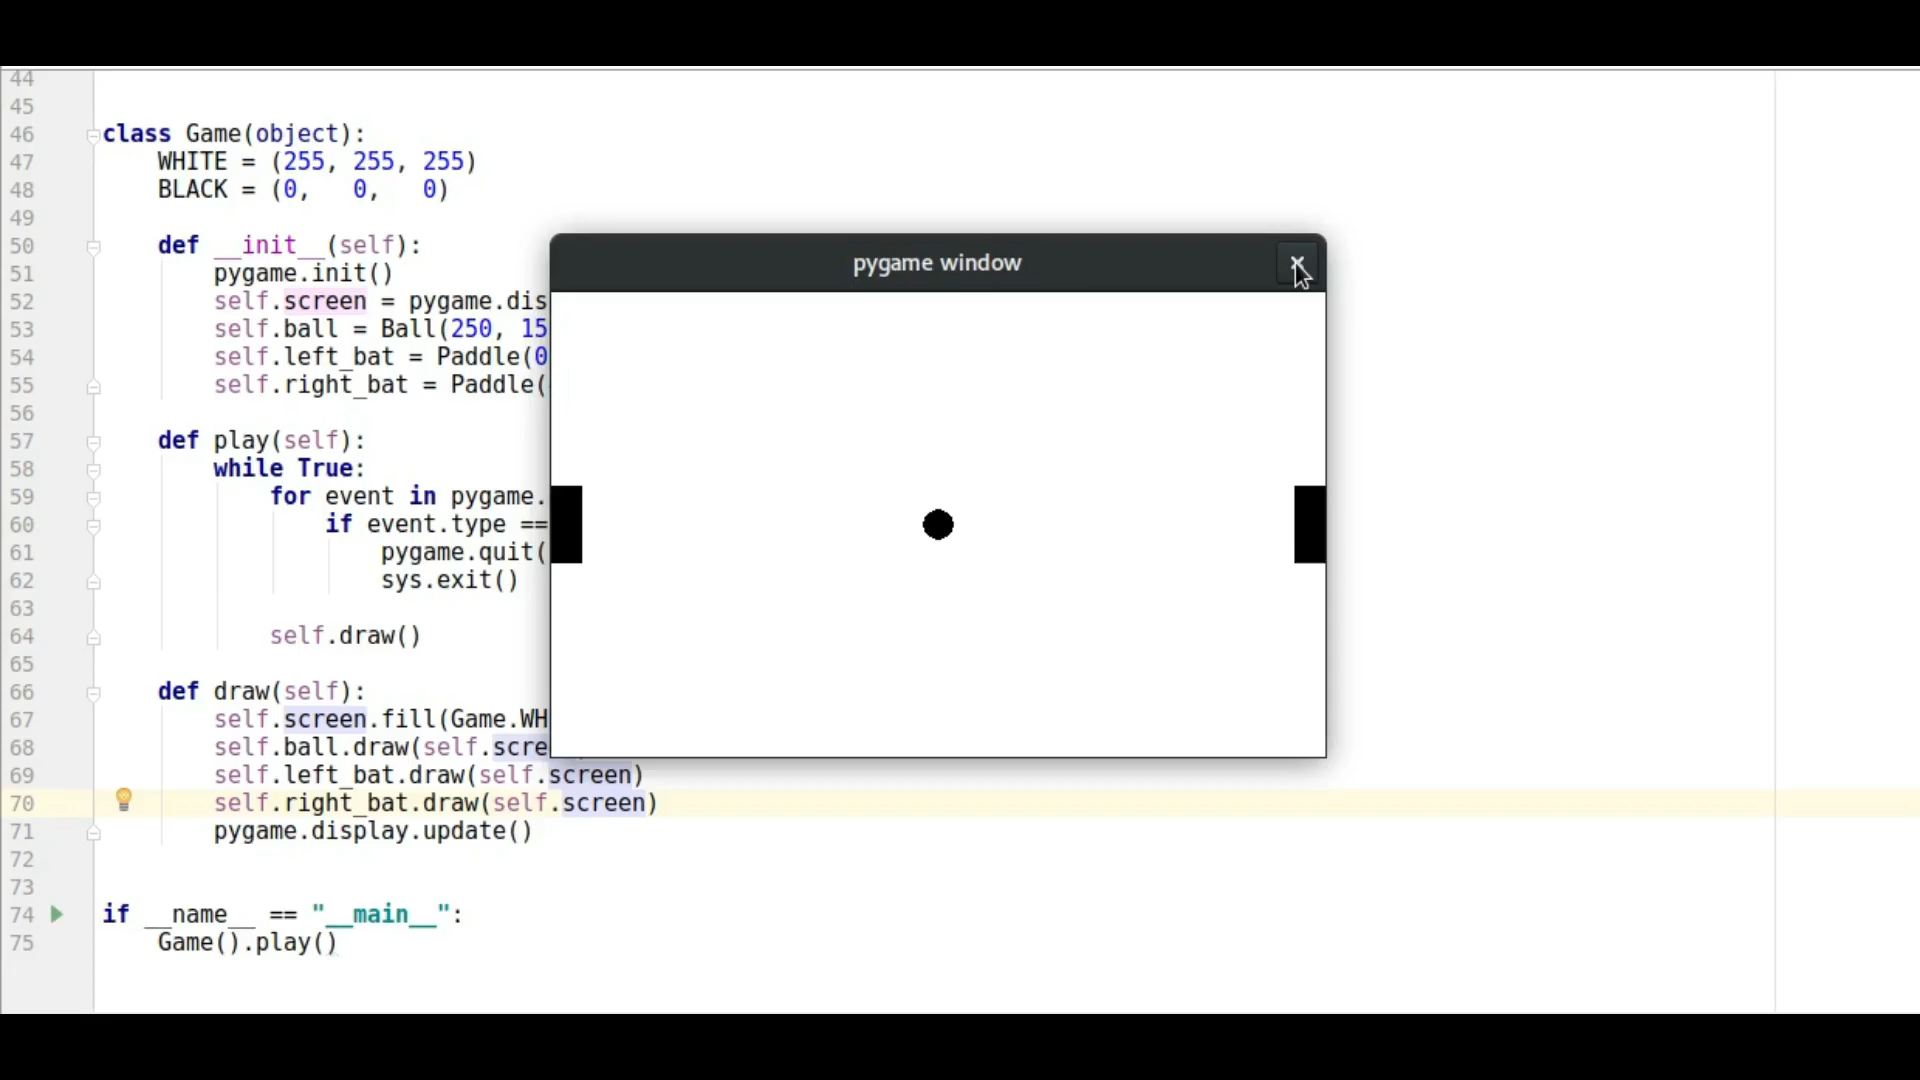 44
45
46 class Game(object):
47 WHITE = (255, 255, 255)
48 BLACK = (0,   0,   0)
49
50 def __init__(self):
51 pygame.init()
52 self.screen = pygame.dis
53 self.ball = Ball(250, 15
54 self.left_bat = Paddle(0
55 self.right_bat = Paddle(
56
57 def play(self):
58 while True:
59 for event in pygame.
60 if event.type ==
61 pygame.quit(
62 sys.exit()
63
64 self.draw()
65
66 def draw(self):
67 self.screen.fill(Game.WH
68 self.ball.draw(self.scre
69 self.left_bat.draw(self.screen)
70 self.right_bat.draw(self.screen)
71 pygame.display.update()
72
73
74 if __name__ == "__main__":
75 Game().play()
pygame window